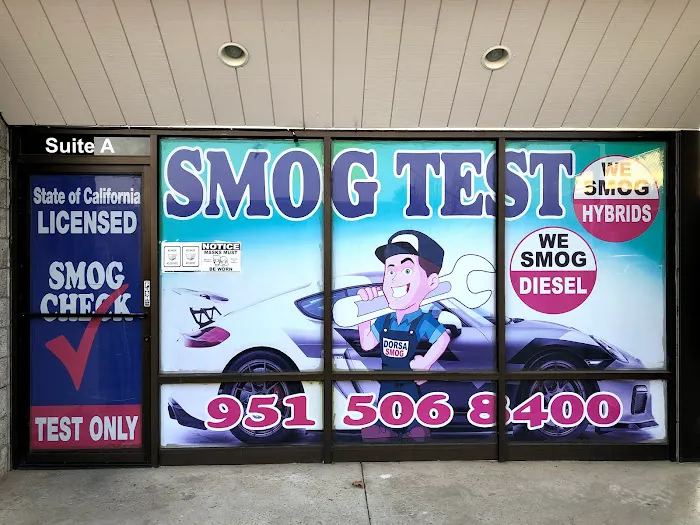 Suite A
State of California
LICENSED
SMOG
CHECK
TEST ONLY
SMOG TEST
NOTICE
MASKS MUST
BE WORN
DORSA
SMOG
WE
SMOG
HYBRIDS
WE
SMOG
DIESEL
951 506 8400